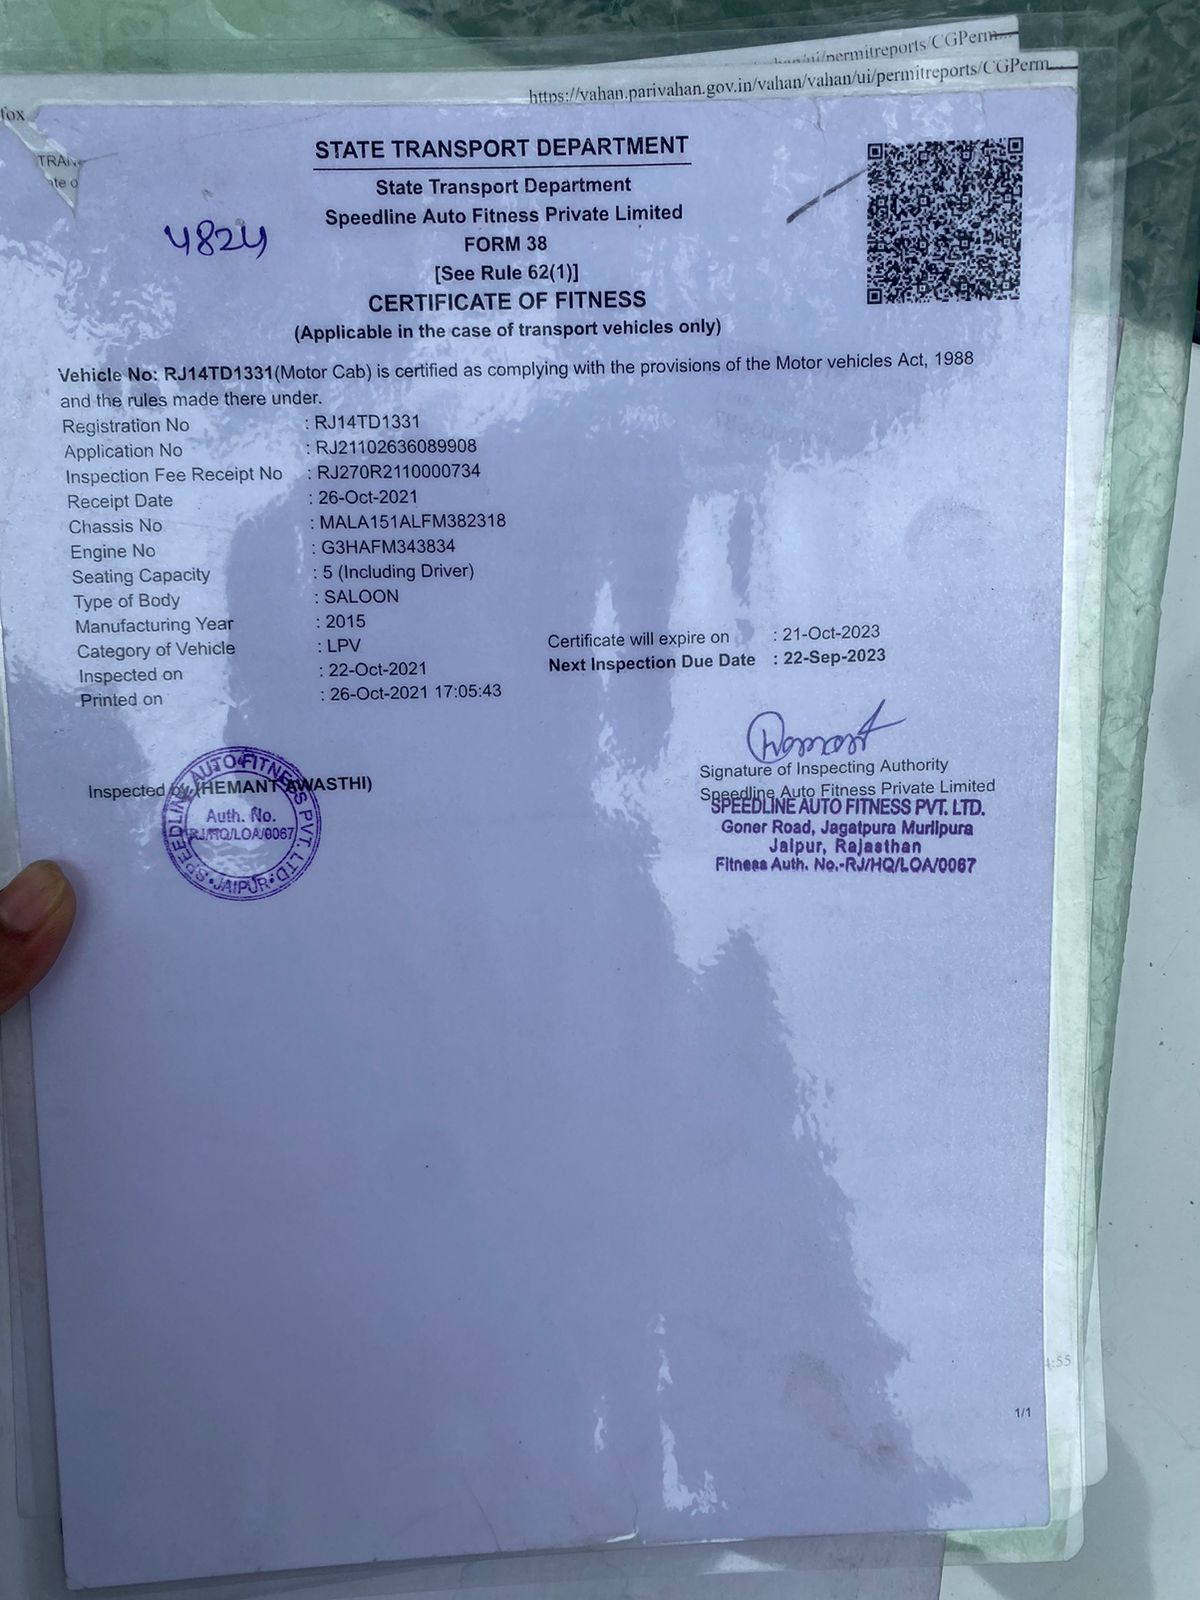 han/ui/permitreports/CGPerm...
https://vahan.parivahan.gov.in/vahan/vahan/ui/permitreports/CGPerm...
fox
TRAN
ate o
STATE TRANSPORT DEPARTMENT
State Transport Department
4824
Speedline Auto Fitness Private Limited
FORM 38
[See Rule 62(1)]
CERTIFICATE OF FITNESS
(Applicable in the case of transport vehicles only)
Vehicle No: RJ14TD1331(Motor Cab) is certified as complying with the provisions of the Motor vehicles Act, 1988
and the rules made there under.
Registration No : RJ14TD1331
Application No : RJ21102636089908
Inspection Fee Receipt No : RJ270R2110000734
Receipt Date : 26-Oct-2021
Chassis No : MALA151ALFM382318
Engine No : G3HAFM343834
Seating Capacity : 5 (Including Driver)
Type of Body : SALOON
Manufacturing Year : 2015
Category of Vehicle : LPV Certificate will expire on : 21-Oct-2023
Inspected on : 22-Oct-2021 Next Inspection Due Date : 22-Sep-2023
Printed on : 26-Oct-2021 17:05:43
Hemant
Signature of Inspecting Authority
Inspected by (HEMANT AWASTHI)
Speedline Auto Fitness Private Limited
SPEEDLINE AUTO FITNESS PVT. LTD.
Goner Road, Jagatpura Murlipura
Jaipur, Rajasthan
Fitness Auth. No.-RJ/HQ/LOA/0067
SPEEDLINE AUTO FITNESS PVT. LTD.
Auth. No.
RJ/HQ/LOA/0067
JAIPUR
:55
1/1